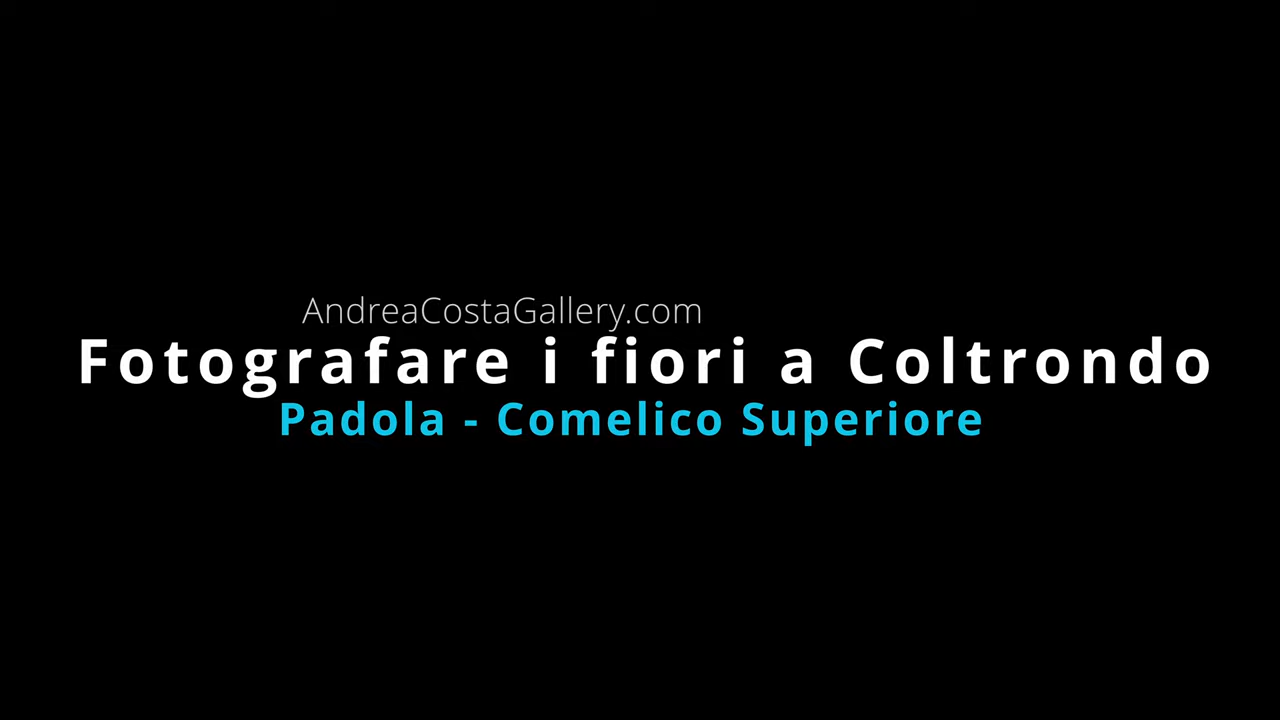 AndreaCostaGallery.com
Fotografare i fiori a Coltrondo
Padola - Comelico Superiore